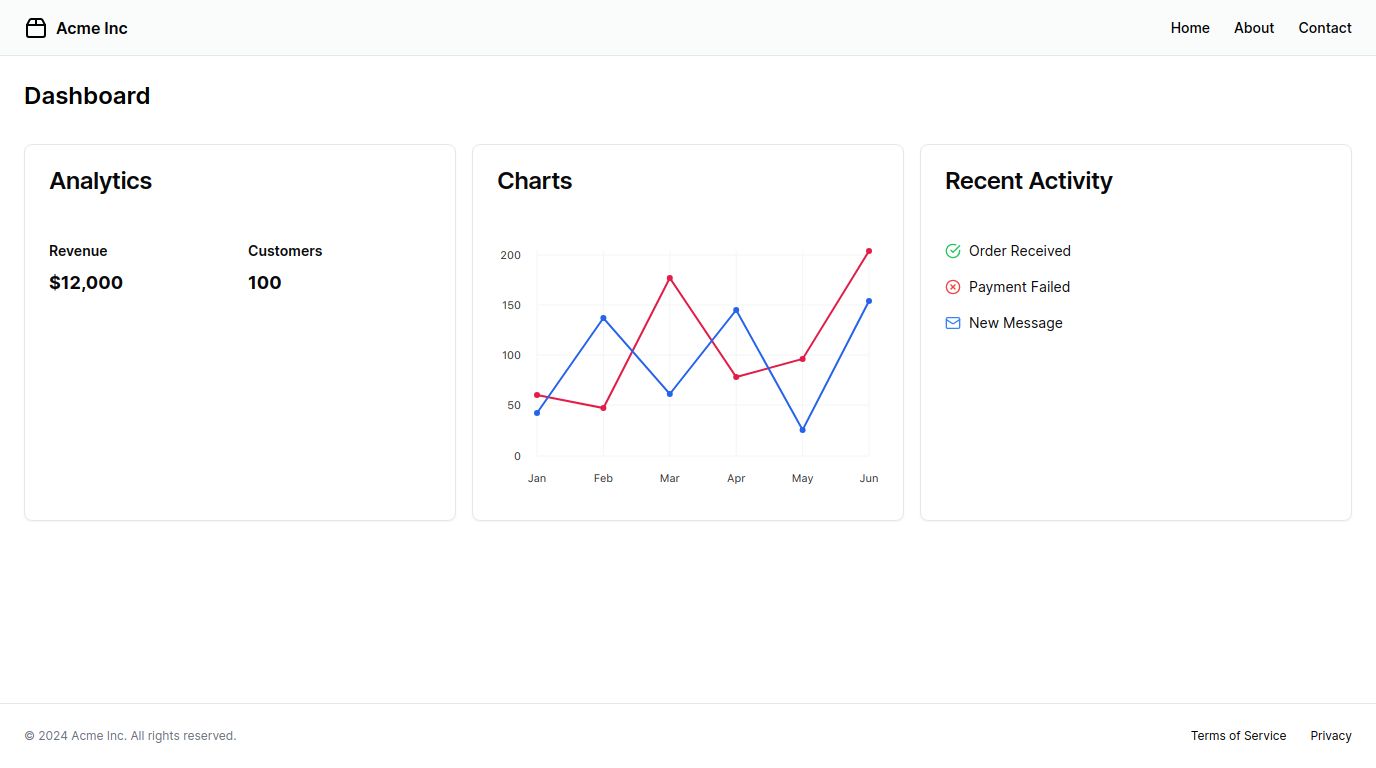 Acme Inc
Home About Contact
Dashboard
Analytics
Revenue Customers
$12,000 100
Charts
200
150
100
50
0
Jan Feb Mar Apr May Jun
Recent Activity
Order Received
Payment Failed
New Message
© 2024 Acme Inc. All rights reserved.
Terms of Service Privacy